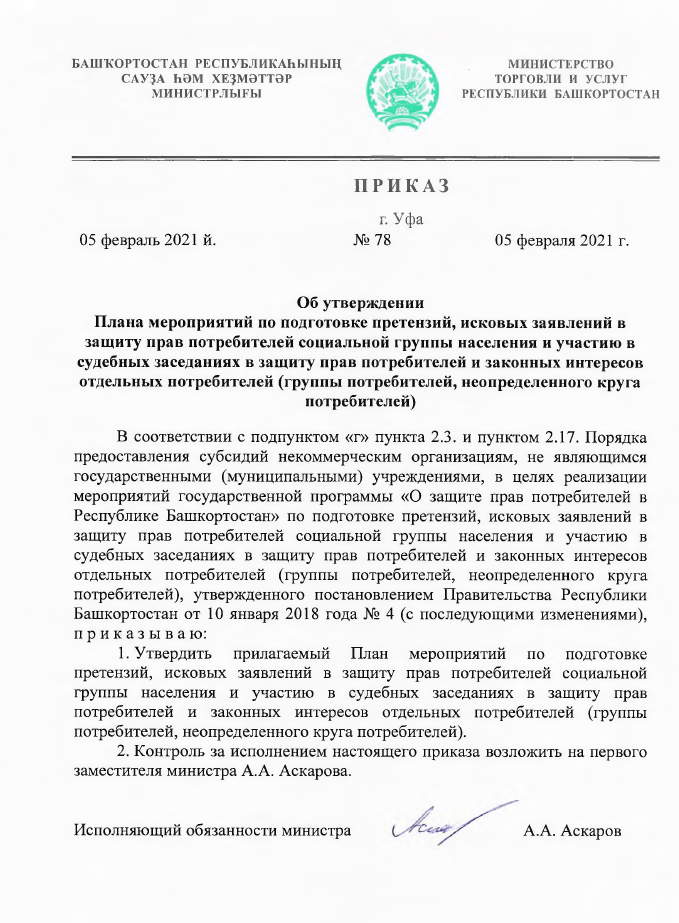 БАШҠОРТОСТАН РЕСПУБЛИКАҺЫНЫҢ
САУҘА ҺӘМ ХЕҘМӘТТӘР
МИНИСТРЛЫҒЫ
МИНИСТЕРСТВО
ТОРГОВЛИ И УСЛУГ
РЕСПУБЛИКИ БАШКОРТОСТАН
ПРИКАЗ
г. Уфа
05 февраль 2021 й. № 78 05 февраля 2021 г.
Об утверждении
Плана мероприятий по подготовке претензий, исковых заявлений в
защиту прав потребителей социальной группы населения и участию в
судебных заседаниях в защиту прав потребителей и законных интересов
отдельных потребителей (группы потребителей, неопределенного круга
потребителей)
В соответствии с подпунктом «г» пункта 2.3. и пунктом 2.17. Порядка
предоставления субсидий некоммерческим организациям, не являющимся
государственными (муниципальными) учреждениями, в целях реализации
мероприятий государственной программы «О защите прав потребителей в
Республике Башкортостан» по подготовке претензий, исковых заявлений в
защиту прав потребителей социальной группы населения и участию в
судебных заседаниях в защиту прав потребителей и законных интересов
отдельных потребителей (группы потребителей, неопределенного круга
потребителей), утвержденного постановлением Правительства Республики
Башкортостан от 10 января 2018 года № 4 (с последующими изменениями),
п р и к а з ы в а ю:
1. Утвердить прилагаемый План мероприятий по подготовке
претензий, исковых заявлений в защиту прав потребителей социальной
группы населения и участию в судебных заседаниях в защиту прав
потребителей и законных интересов отдельных потребителей (группы
потребителей, неопределенного круга потребителей).
2. Контроль за исполнением настоящего приказа возложить на первого
заместителя министра А.А. Аскарова.
Исполняющий обязанности министра А.А. Аскаров